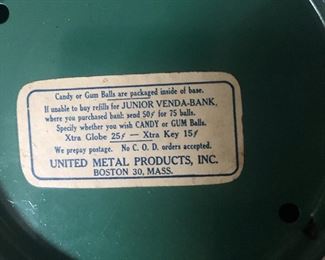 Candy or Gum Balls are packaged inside of base.
If unable to buy refills for JUNIOR VENDA-BANK,
where you purchased bank send 50¢ for 75 balls.
Specify whether you wish CANDY or GUM Balls.
Xtra Globe 25¢ — Xtra Key 15¢
We prepay postage. No C. O. D. orders accepted.
UNITED METAL PRODUCTS, INC.
BOSTON 30, MASS.